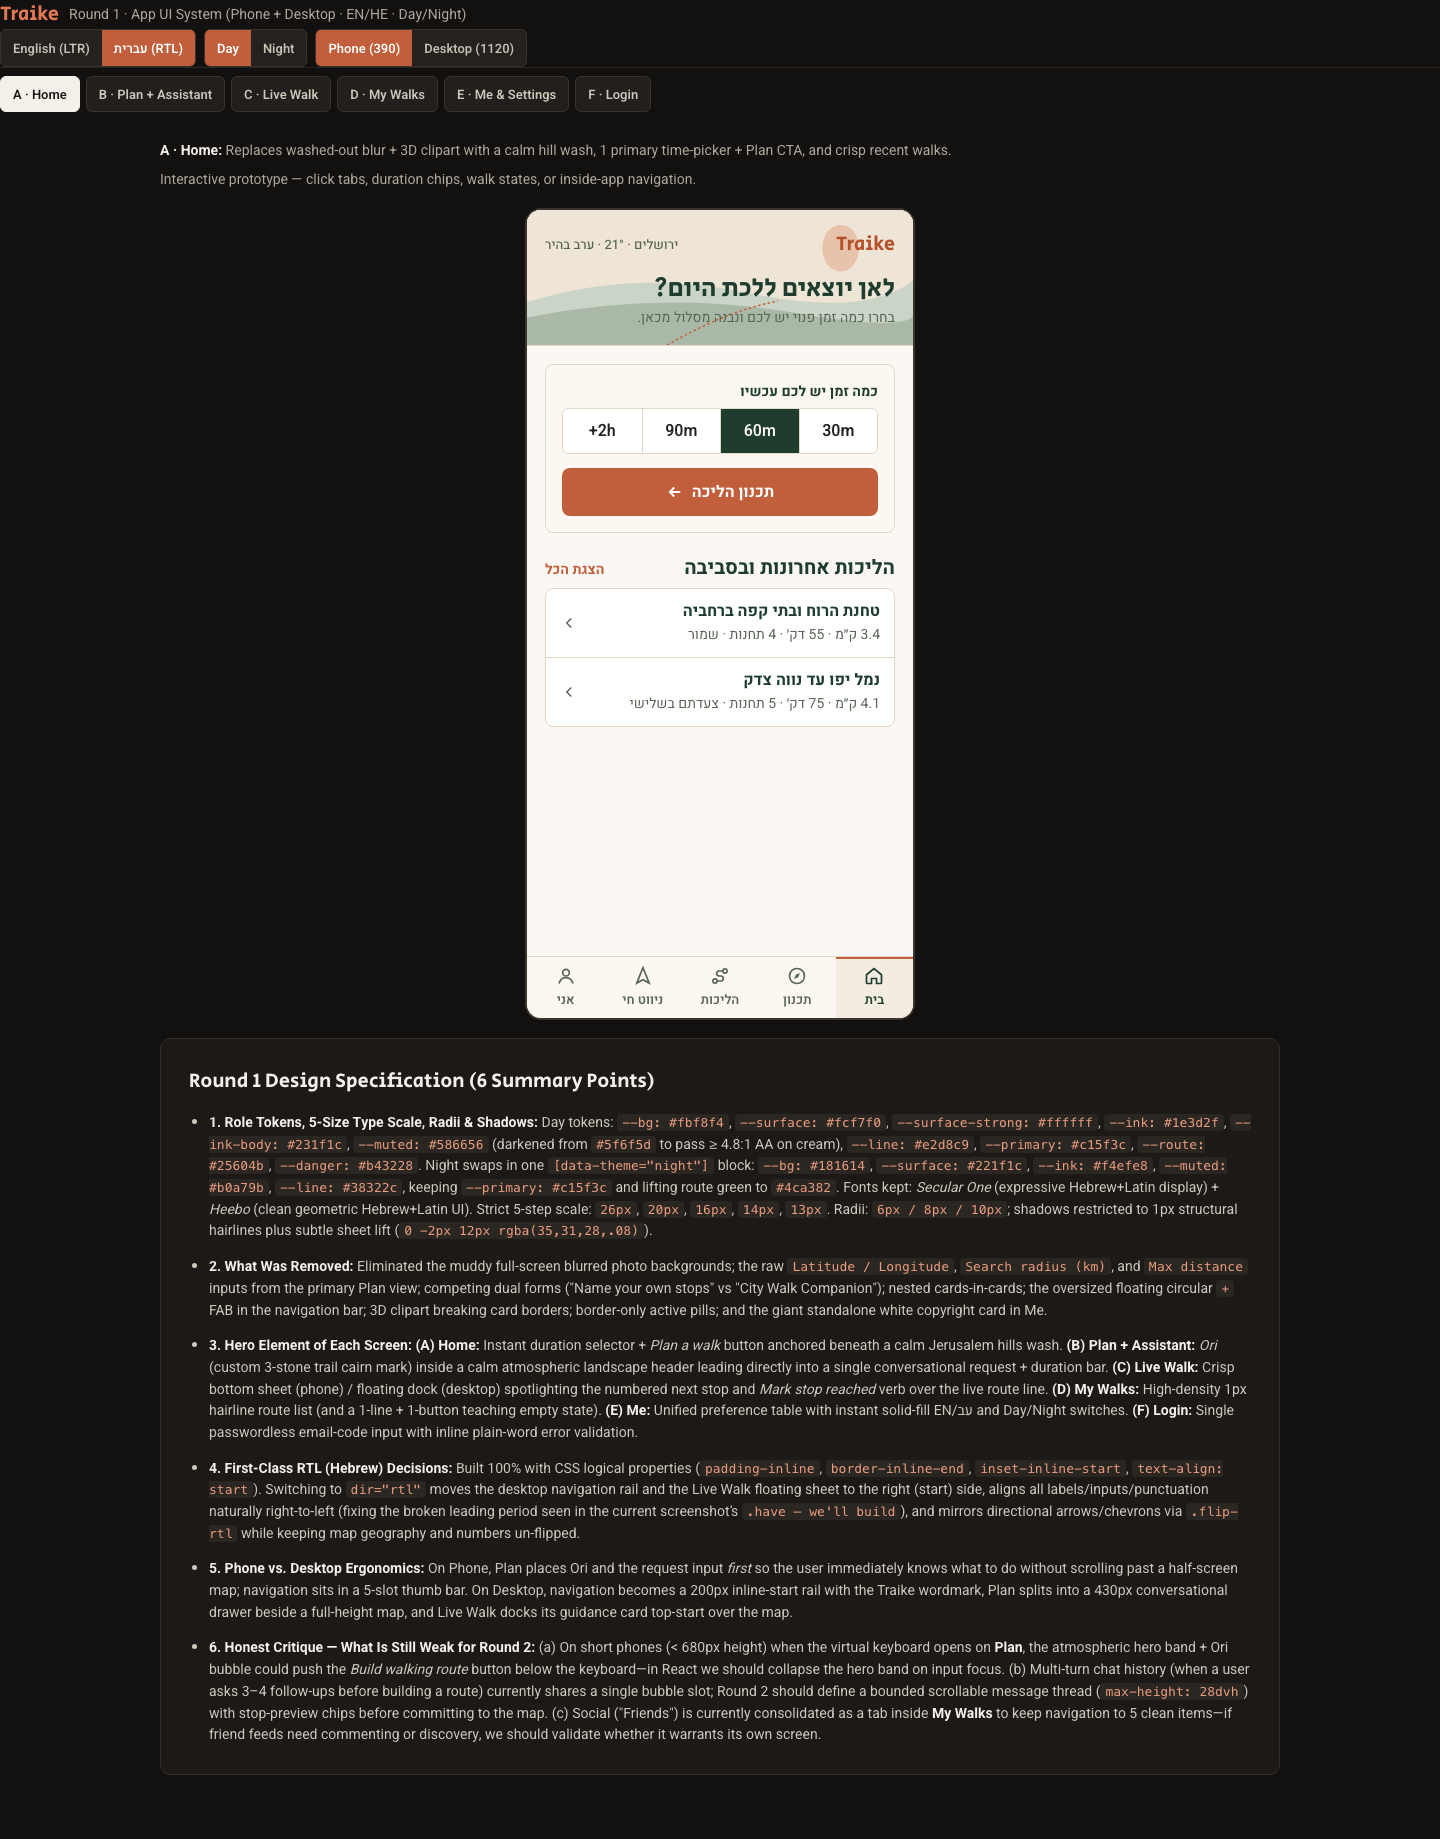 Traike Round 1 · App UI System (Phone + Desktop · EN/HE · Day/Night)
English (LTR) עברית (RTL) Day Night Phone (390) Desktop (1120)
A · Home B · Plan + Assistant C · Live Walk D · My Walks E · Me & Settings F · Login
A · Home: Replaces washed-out blur + 3D clipart with a calm hill wash, 1 primary time-picker + Plan CTA, and crisp recent walks.
Interactive prototype — click tabs, duration chips, walk states, or inside-app navigation.
Traike
ירושלים · 21° · ערב בהיר
לאן יוצאים ללכת היום?
בחרו כמה זמן פנוי יש לכם ונבנה מסלול מכאן.
כמה זמן יש לכם עכשיו
30m 60m 90m +2h
תכנון הליכה ←
הליכות אחרונות ובסביבה
הצגת הכל
טחנת הרוח ובתי קפה ברחביה
3.4 ק״מ · 55 דק׳ · 4 תחנות · שמור
נמל יפו עד נווה צדק
4.1 ק״מ · 75 דק׳ · 5 תחנות · צעדתם בשלישי
בית תכנון הליכות ניווט חי אני
Round 1 Design Specification (6 Summary Points)
• 1. Role Tokens, 5-Size Type Scale, Radii & Shadows: Day tokens: --bg: #fbf8f4, --surface: #fcf7f0, --surface-strong: #ffffff, --ink: #1e3d2f, --
ink-body: #231f1c, --muted: #586656 (darkened from #5f6f5d to pass ≥ 4.8:1 AA on cream), --line: #e2d8c9, --primary: #c15f3c, --route:
#25604b, --danger: #b43228. Night swaps in one [data-theme="night"] block: --bg: #181614, --surface: #221f1c, --ink: #f4efe8, --muted:
#b0a79b, --line: #38322c, keeping --primary: #c15f3c and lifting route green to #4ca382. Fonts kept: Secular One (expressive Hebrew+Latin display) +
Heebo (clean geometric Hebrew+Latin UI). Strict 5-step scale: 26px, 20px, 16px, 14px, 13px. Radii: 6px / 8px / 10px; shadows restricted to 1px structural
hairlines plus subtle sheet lift (0 -2px 12px rgba(35,31,28,.08)).
• 2. What Was Removed: Eliminated the muddy full-screen blurred photo backgrounds; the raw Latitude / Longitude, Search radius (km), and Max distance
inputs from the primary Plan view; competing dual forms ("Name your own stops" vs "City Walk Companion"); nested cards-in-cards; the oversized floating circular +
FAB in the navigation bar; 3D clipart breaking card borders; border-only active pills; and the giant standalone white copyright card in Me.
• 3. Hero Element of Each Screen: (A) Home: Instant duration selector + Plan a walk button anchored beneath a calm Jerusalem hills wash. (B) Plan + Assistant: Ori
(custom 3-stone trail cairn mark) inside a calm atmospheric landscape header leading directly into a single conversational request + duration bar. (C) Live Walk: Crisp
bottom sheet (phone) / floating dock (desktop) spotlighting the numbered next stop and Mark stop reached verb over the live route line. (D) My Walks: High-density 1px
hairline route list (and a 1-line + 1-button teaching empty state). (E) Me: Unified preference table with instant solid-fill EN/עב and Day/Night switches. (F) Login: Single
passwordless email-code input with inline plain-word error validation.
• 4. First-Class RTL (Hebrew) Decisions: Built 100% with CSS logical properties (padding-inline, border-inline-end, inset-inline-start, text-align:
start). Switching to dir="rtl" moves the desktop navigation rail and the Live Walk floating sheet to the right (start) side, aligns all labels/inputs/punctuation
naturally right-to-left (fixing the broken leading period seen in the current screenshot's .have — we'll build), and mirrors directional arrows/chevrons via .flip-
rtl while keeping map geography and numbers un-flipped.
• 5. Phone vs. Desktop Ergonomics: On Phone, Plan places Ori and the request input first so the user immediately knows what to do without scrolling past a half-screen
map; navigation sits in a 5-slot thumb bar. On Desktop, navigation becomes a 200px inline-start rail with the Traike wordmark, Plan splits into a 430px conversational
drawer beside a full-height map, and Live Walk docks its guidance card top-start over the map.
• 6. Honest Critique — What Is Still Weak for Round 2: (a) On short phones (< 680px height) when the virtual keyboard opens on Plan, the atmospheric hero band + Ori
bubble could push the Build walking route button below the keyboard—in React we should collapse the hero band on input focus. (b) Multi-turn chat history (when a user
asks 3–4 follow-ups before building a route) currently shares a single bubble slot; Round 2 should define a bounded scrollable message thread (max-height: 28dvh)
with stop-preview chips before committing to the map. (c) Social ("Friends") is currently consolidated as a tab inside My Walks to keep navigation to 5 clean items—if
friend feeds need commenting or discovery, we should validate whether it warrants its own screen.